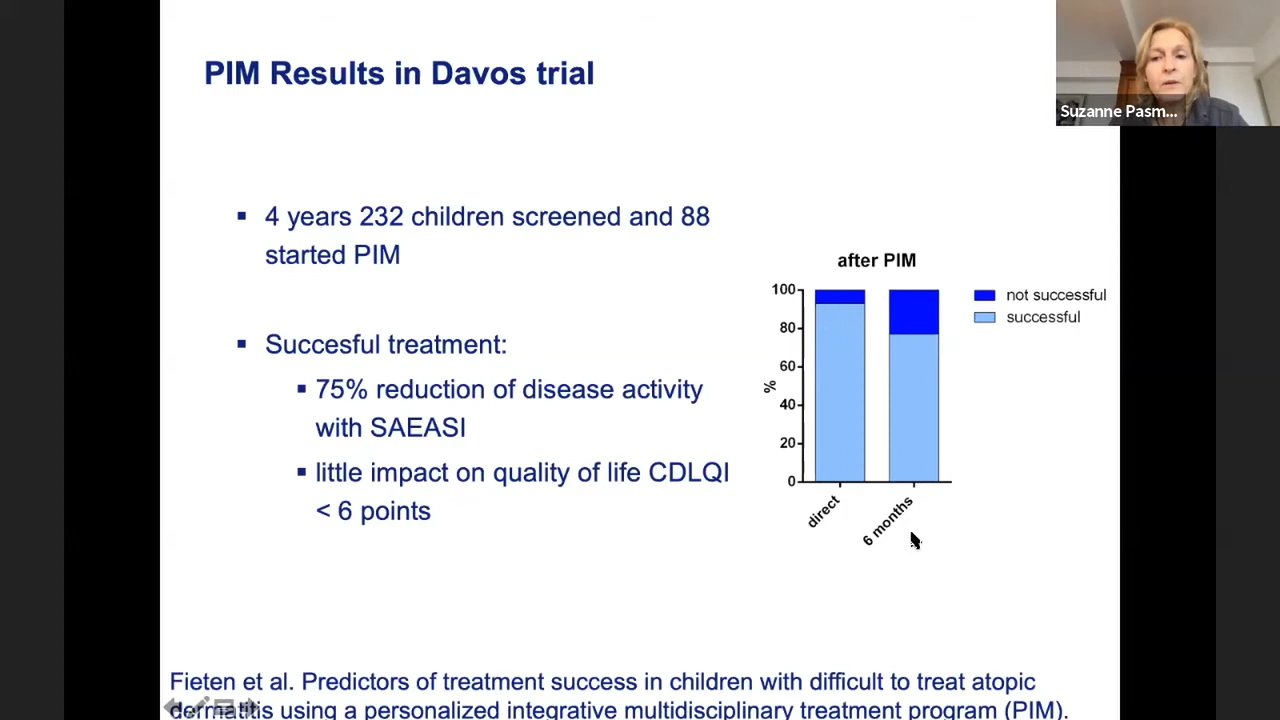 PIM Results in Davos trial
Suzanne Pasm...
▪ 4 years 232 children screened and 88
started PIM
▪ Succesful treatment:
▪ 75% reduction of disease activity
with SAEASI
▪ little impact on quality of life CDLQI
< 6 points
after PIM
100
80
60
40
20
0
%
direct
6 months
not successful
successful
Fieten et al. Predictors of treatment success in children with difficult to treat atopic
dermatitis using a personalized integrative multidisciplinary treatment program (PIM).